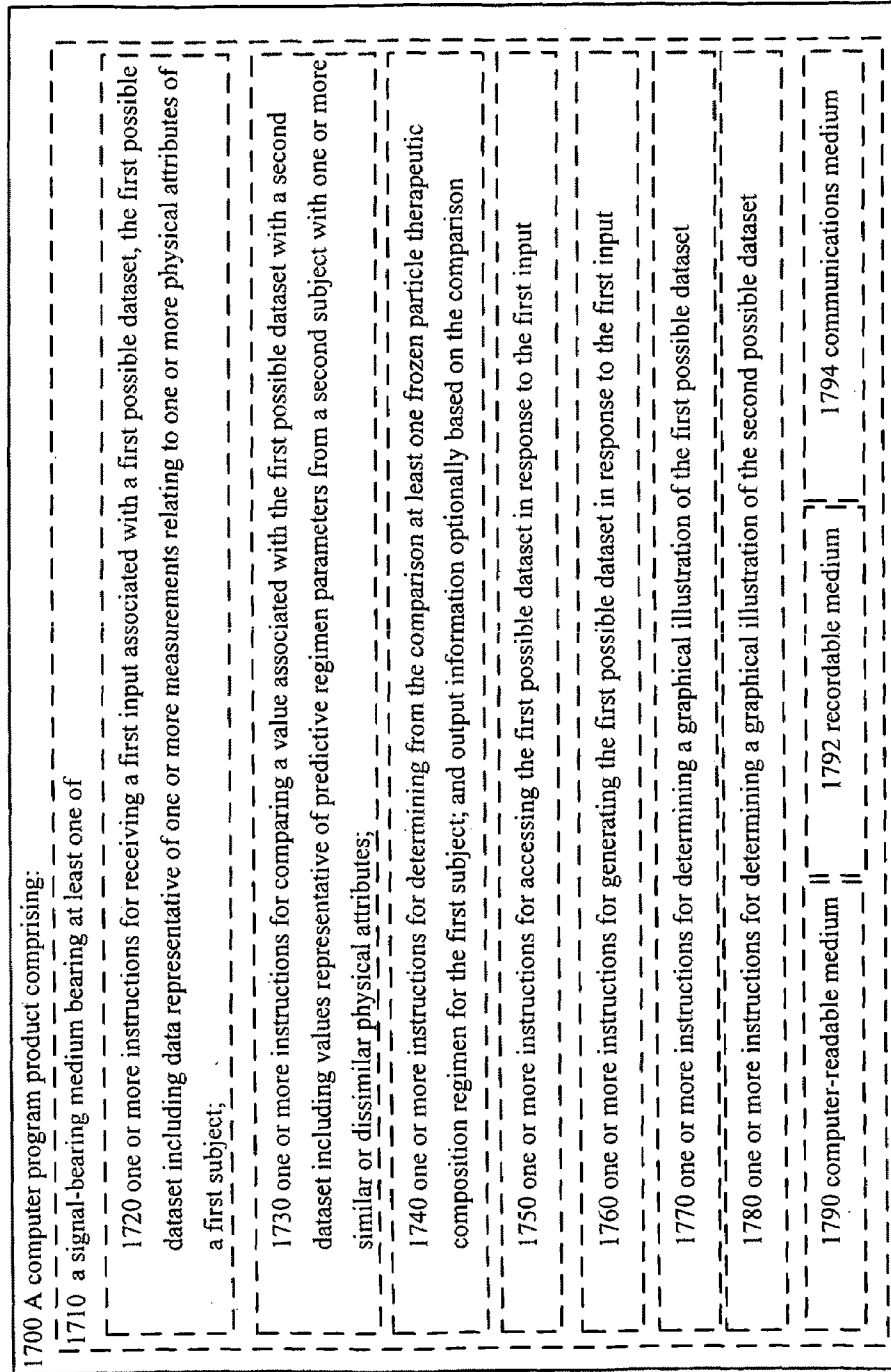 1700 A computer program product comprising:
1710 a signal-bearing medium bearing at least one of
1720 one or more instructions for receiving a first input associated with a first possible dataset, the first possible
dataset including data representative of one or more measurements relating to one or more physical attributes of
a first subject;
1730 one or more instructions for comparing a value associated with the first possible dataset with a second
dataset including values representative of predictive regimen parameters from a second subject with one or more
similar or dissimilar physical attributes;
1740 one or more instructions for determining from the comparison at least one frozen particle therapeutic
composition regimen for the first subject; and output information optionally based on the comparison
1750 one or more instructions for accessing the first possible dataset in response to the first input
1760 one or more instructions for generating the first possible dataset in response to the first input
1770 one or more instructions for determining a graphical illustration of the first possible dataset
1780 one or more instructions for determining a graphical illustration of the second possible dataset
1790 computer-readable medium
1792 recordable medium
1794 communications medium